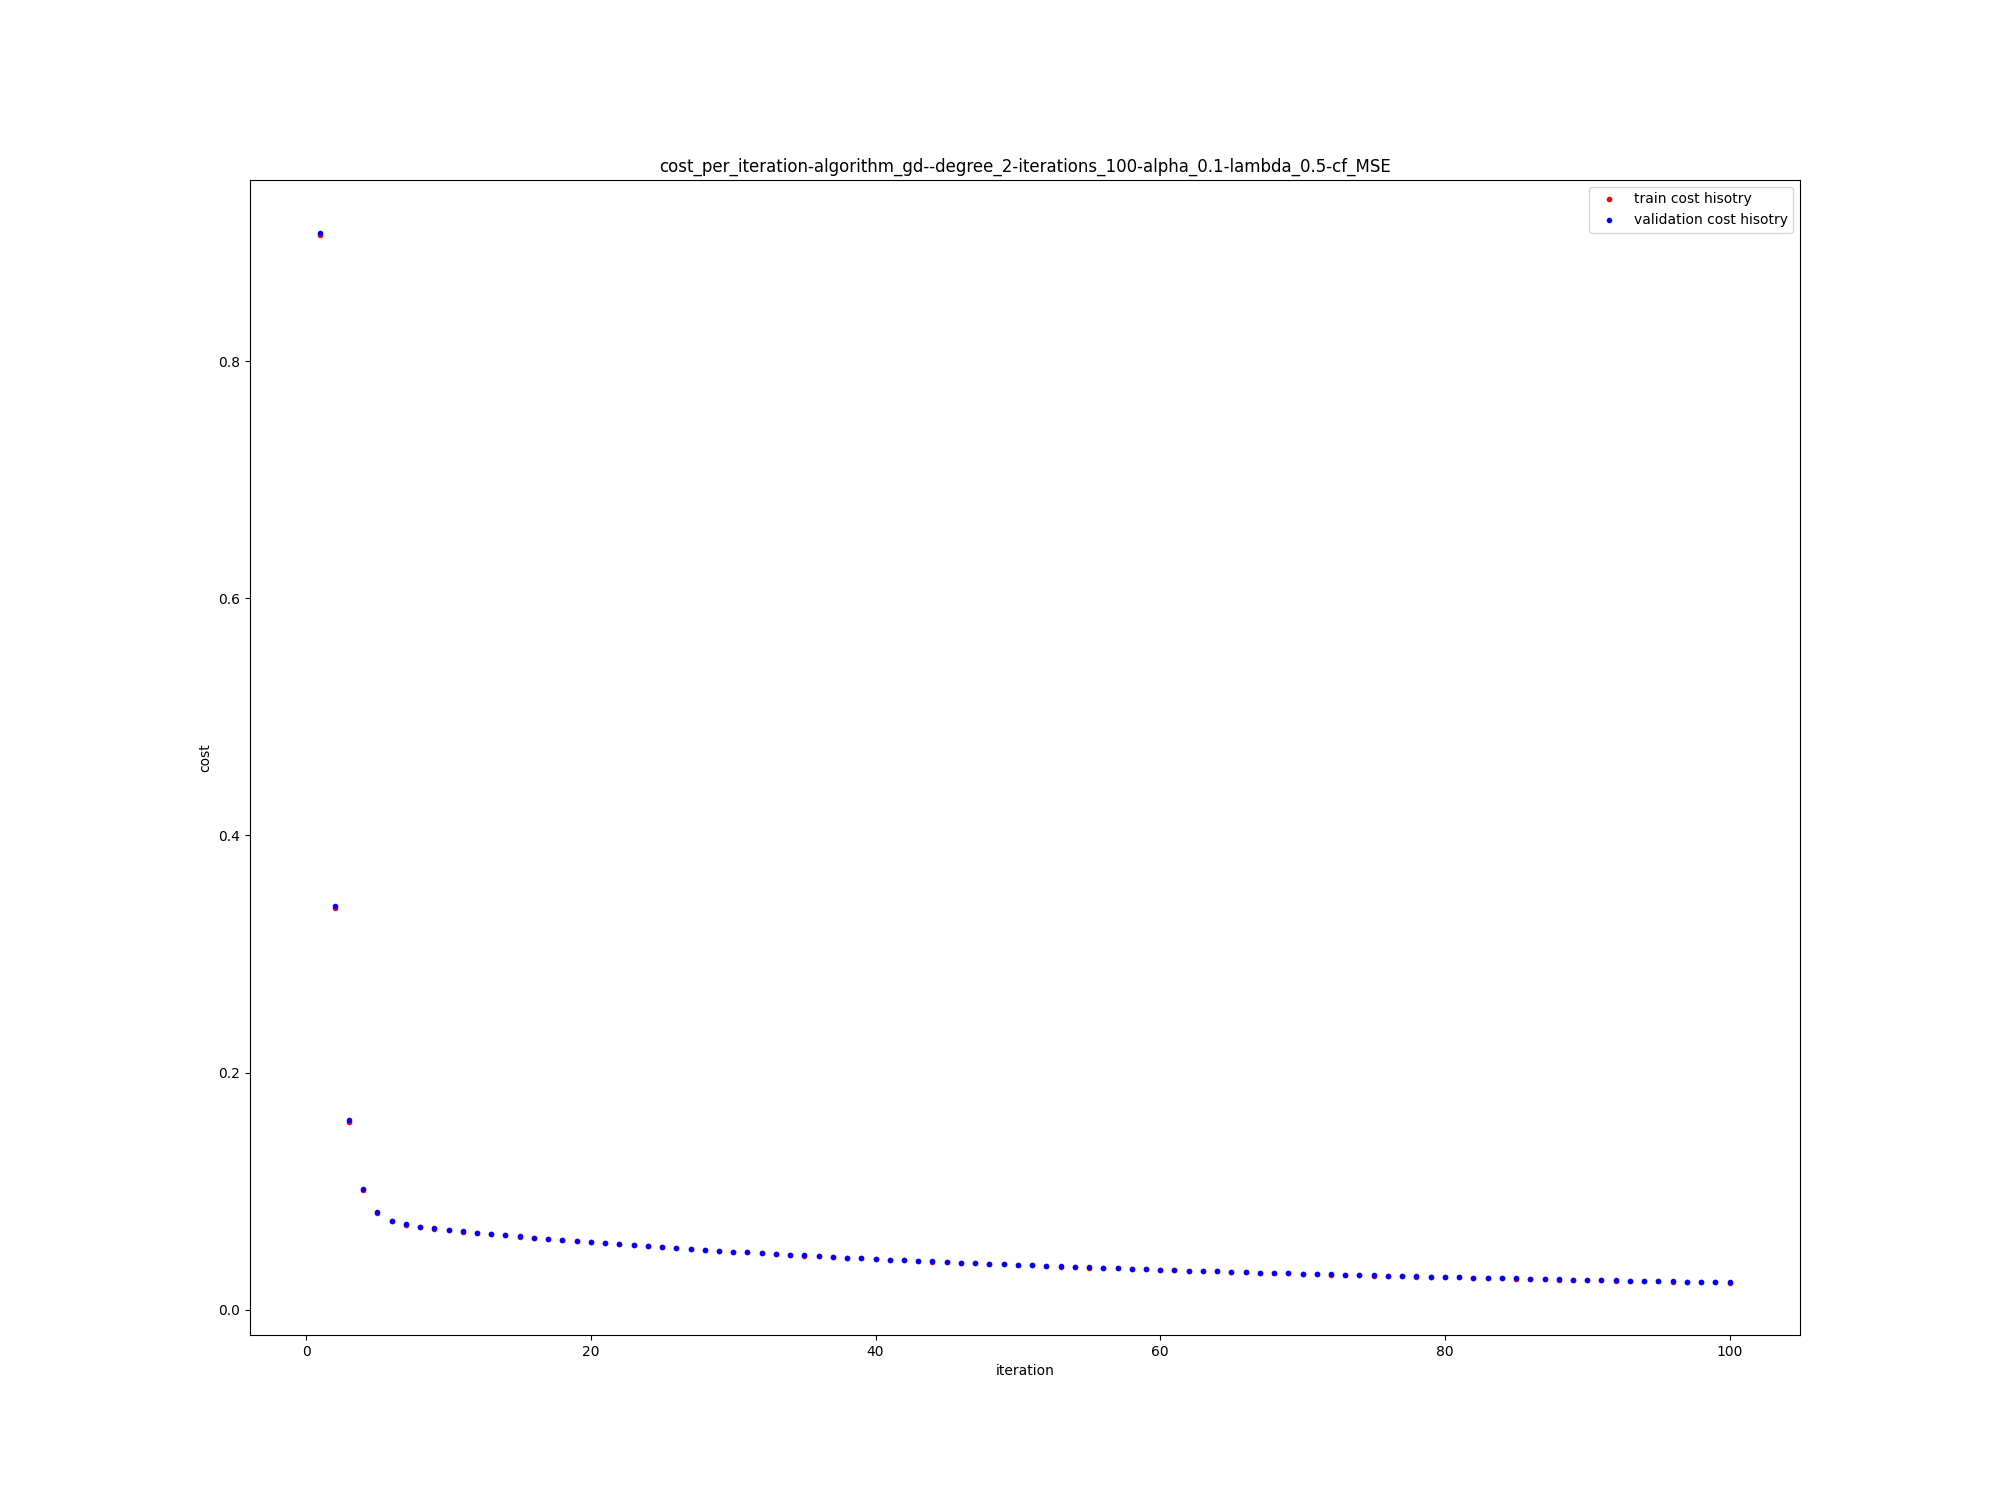 cost_per_iteration-algorithm_gd--degree_2-iterations_100-alpha_0.1-lambda_0.5-cf_MSE
train cost hisotry
validation cost hisotry
0.8
0.6
cost
0.4
0.2
0.0
0 20 40 60 80 100
iteration